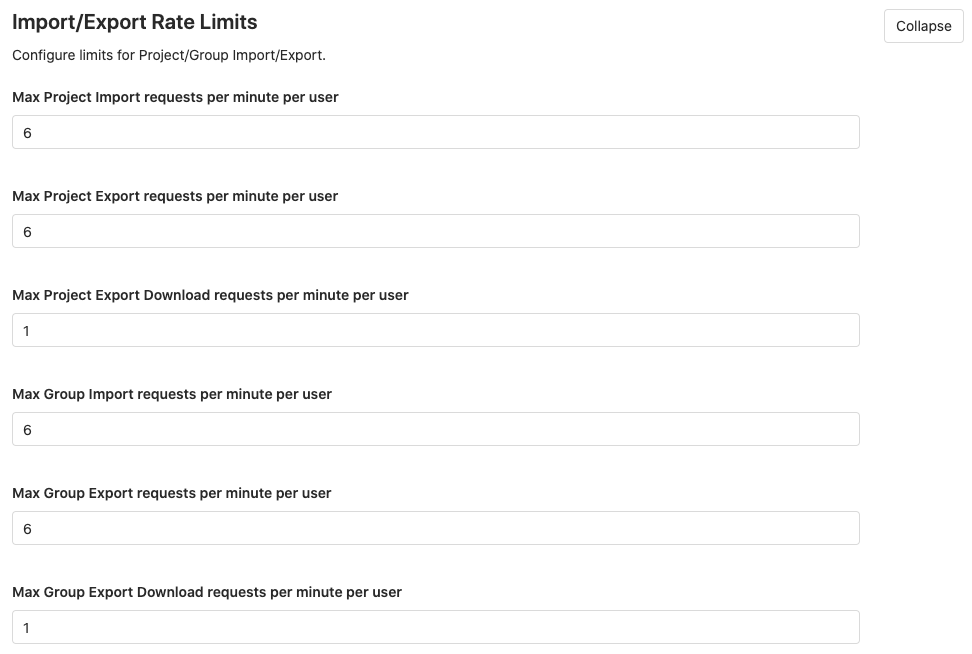 Import/Export Rate Limits
Collapse
Configure limits for Project/Group Import/Export.
Max Project Import requests per minute per user
6
Max Project Export requests per minute per user
6
Max Project Export Download requests per minute per user
1
Max Group Import requests per minute per user
6
Max Group Export requests per minute per user
6
Max Group Export Download requests per minute per user
1